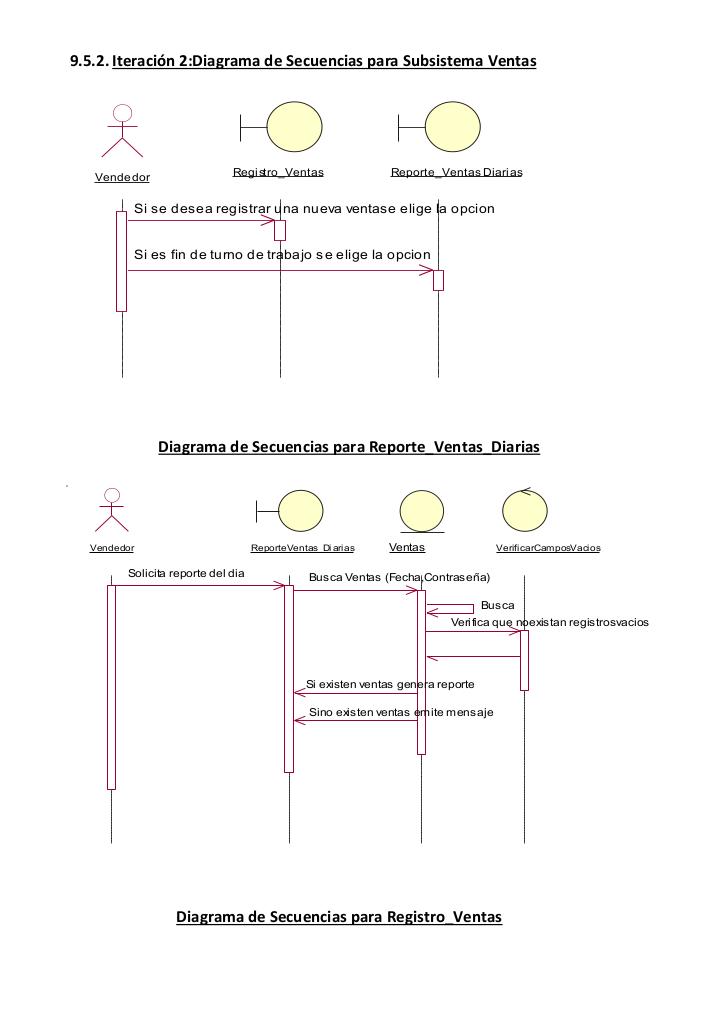 9.5.2. Iteración 2:Diagrama de Secuencias para Subsistema Ventas
Vendedor
Registro_Ventas
Reporte_Ventas Diarias
Si se desea registrar una nueva ventase elige la opcion
Si es fin de turno de trabajo se elige la opcion
Diagrama de Secuencias para Reporte_Ventas_Diarias
Vendedor
ReporteVentas_Diarias
Ventas
VerificarCamposVacios
Solicita reporte del dia
Busca Ventas (Fecha,Contraseña)
Busca
Verifica que noexistan registrosvacios
Si existen ventas genera reporte
Sino existen ventas emite mensaje
Diagrama de Secuencias para Registro_Ventas